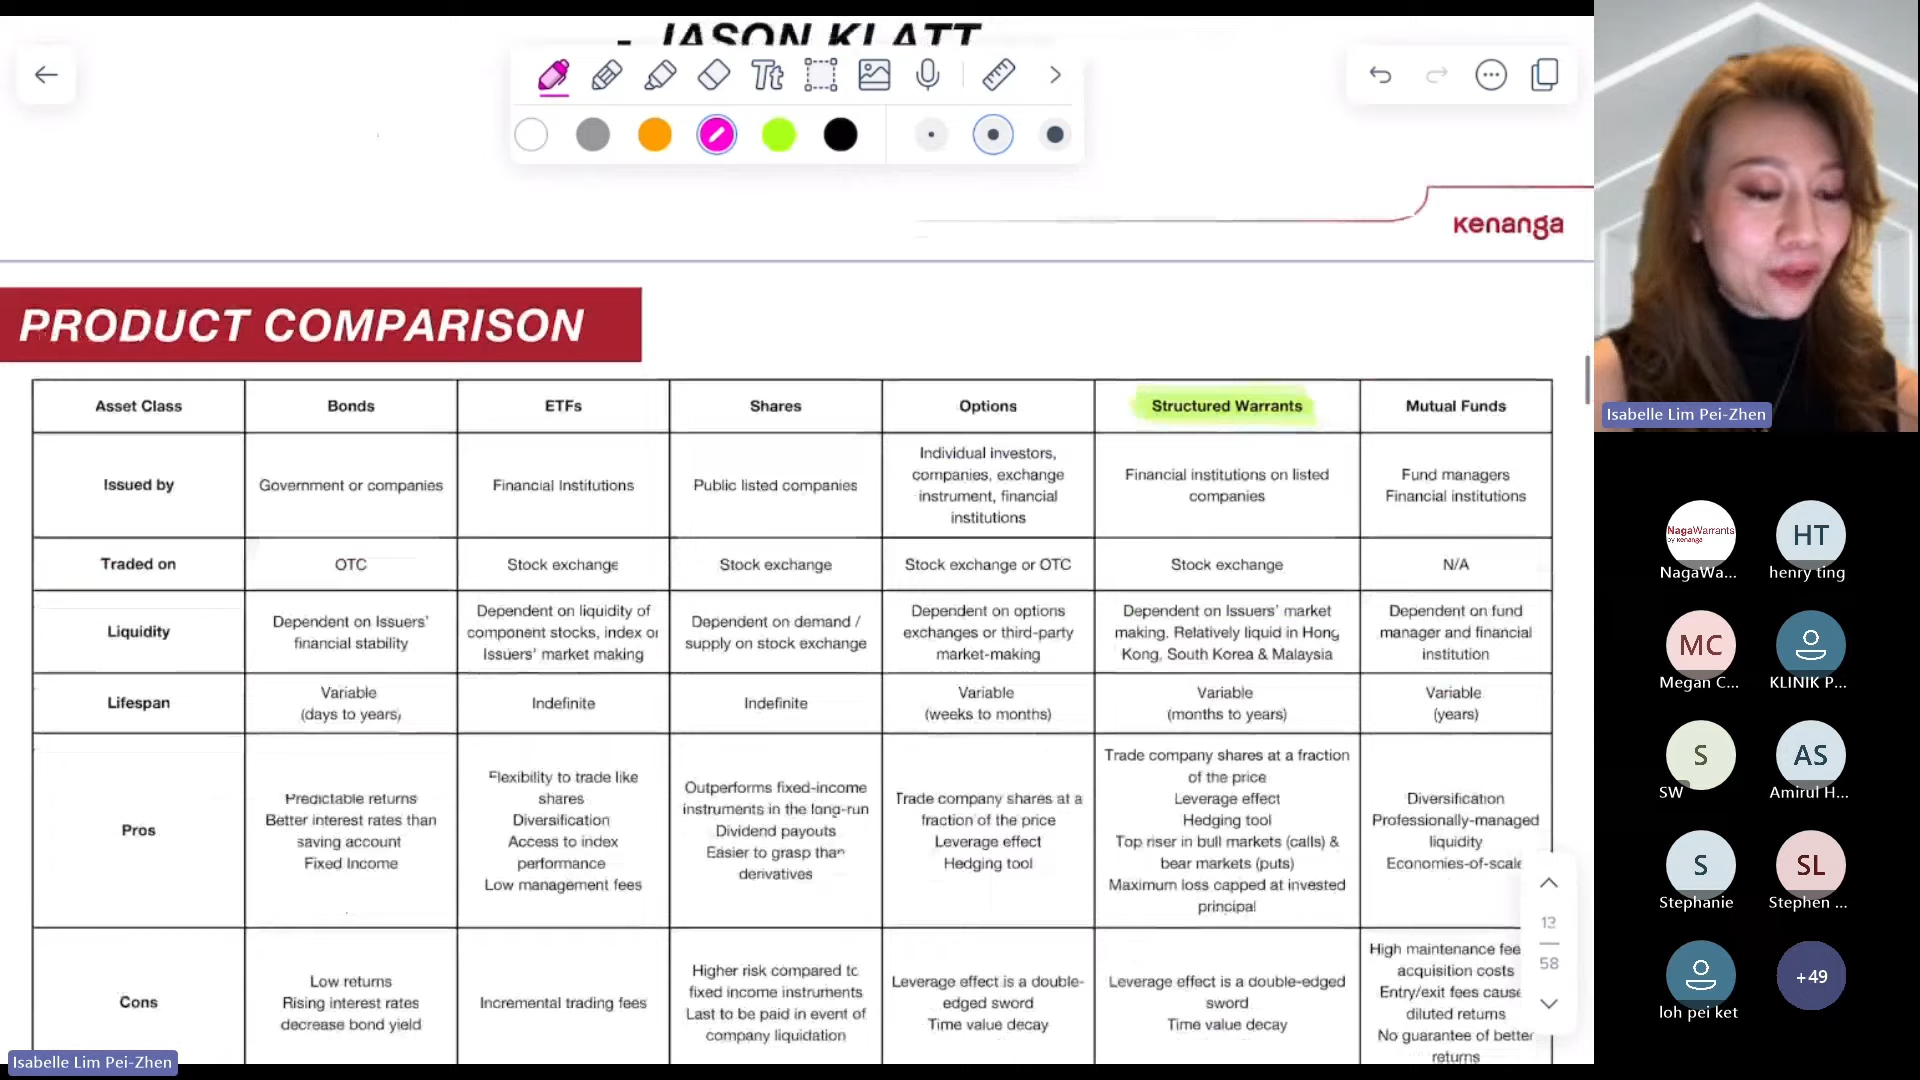 - JASON KLATT
Tt
kenanga
PRODUCT COMPARISON
Asset Class
Bonds
ETFs
Shares
Options
Structured Warrants
Mutual Funds
Issued by
Government or companies
Financial Institutions
Public listed companies
Individual investors,
companies, exchange
instrument, financial
institutions
Financial institutions on listed
companies
Fund managers
Financial institutions
Traded on
OTC
Stock exchange
Stock exchange
Stock exchange or OTC
Stock exchange
N/A
Liquidity
Dependent on Issuers'
financial stability
Dependent on liquidity of
component stocks, index or
Issuers' market making
Dependent on demand /
supply on stock exchange
Dependent on options
exchanges or third-party
market-making
Dependent on Issuers' market
making. Relatively liquid in Hong
Kong, South Korea & Malaysia
Dependent on fund
manager and financial
institution
Lifespan
Variable
(days to years)
Indefinite
Indefinite
Variable
(weeks to months)
Variable
(months to years)
Variable
(years)
Pros
Predictable returns
Better interest rates than
saving account
Fixed Income
Flexibility to trade like
shares
Diversification
Access to index
performance
Low management fees
Outperforms fixed-income
instruments in the long-run
Dividend payouts
Easier to grasp than
derivatives
Trade company shares at a
fraction of the price
Leverage effect
Hedging tool
Trade company shares at a fraction
of the price
Leverage effect
Hedging tool
Top riser in bull markets (calls) &
bear markets (puts)
Maximum loss capped at invested
principal
Diversification
Professionally-managed
liquidity
Economies-of-scale
Cons
Low returns
Rising interest rates
decrease bond yield
Incremental trading fees
Higher risk compared to
fixed income instruments
Last to be paid in event of
company liquidation
Leverage effect is a double-
edged sword
Time value decay
Leverage effect is a double-edged
sword
Time value decay
High maintenance fee
acquisition costs
Entry/exit fees cause
diluted returns
No guarantee of better
returns
13
58
Isabelle Lim Pei-Zhen
Isabelle Lim Pei-Zhen
NagaWarrants
by kenanga
NagaWa...
HT
henry ting
MC
Megan C...
KLINIK P...
S
SW
AS
Amirul H...
S
Stephanie
SL
Stephen ...
loh pei ket
+49